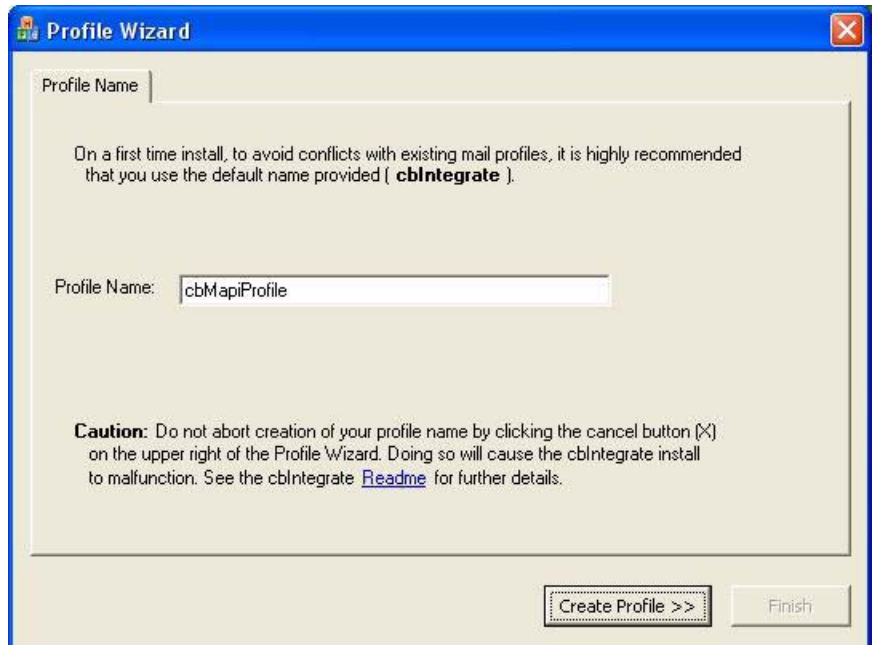 Profile Wizard
Profile Name
On a first time install, to avoid conflicts with existing mail profiles, it is highly recommended
that you use the default name provided ( cbIntegrate ).
Profile Name: cbMapiProfile
Caution: Do not abort creation of your profile name by clicking the cancel button (X)
on the upper right of the Profile Wizard. Doing so will cause the cbIntegrate install
to malfunction. See the cbIntegrate Readme for further details.
Create Profile >> Finish